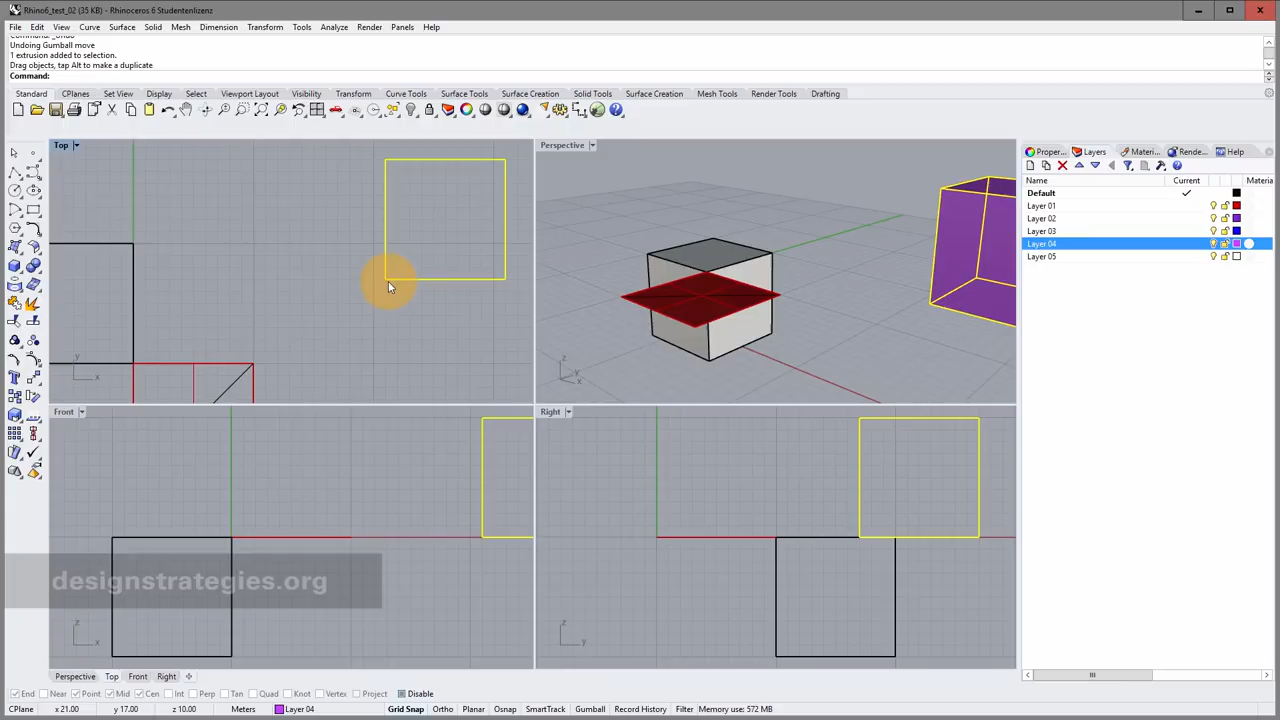 Rhino6_test_02 (35 KB) - Rhinoceros 6 Studentenlizenz
File Edit View Curve Surface Solid Mesh Dimension Transform Tools Analyze Render Panels Help
Undoing Gumball move
1 extrusion added to selection.
Drag objects, tap Alt to make a duplicate
Command:
Standard CPlanes Set View Display Select Viewport Layout Visibility Transform Curve Tools Surface Tools Surface Creation Solid Tools Surface Creation Mesh Tools Render Tools Drafting
Top
Perspective
Proper... Layers Materi... Rende... Help
Name Current Materia
Default
Layer 01
Layer 02
Layer 03
Layer 04
Layer 05
y
x
z
y
x
Front
Right
designstrategies.org
z
x
z
y
Perspective Top Front Right
End Near Point Mid Cen Int Perp Tan Quad Knot Vertex Project Disable
CPlane x 21.00 y 17.00 z 10.00 Meters Layer 04 Grid Snap Ortho Planar Osnap SmartTrack Gumball Record History Filter Memory use: 572 MB